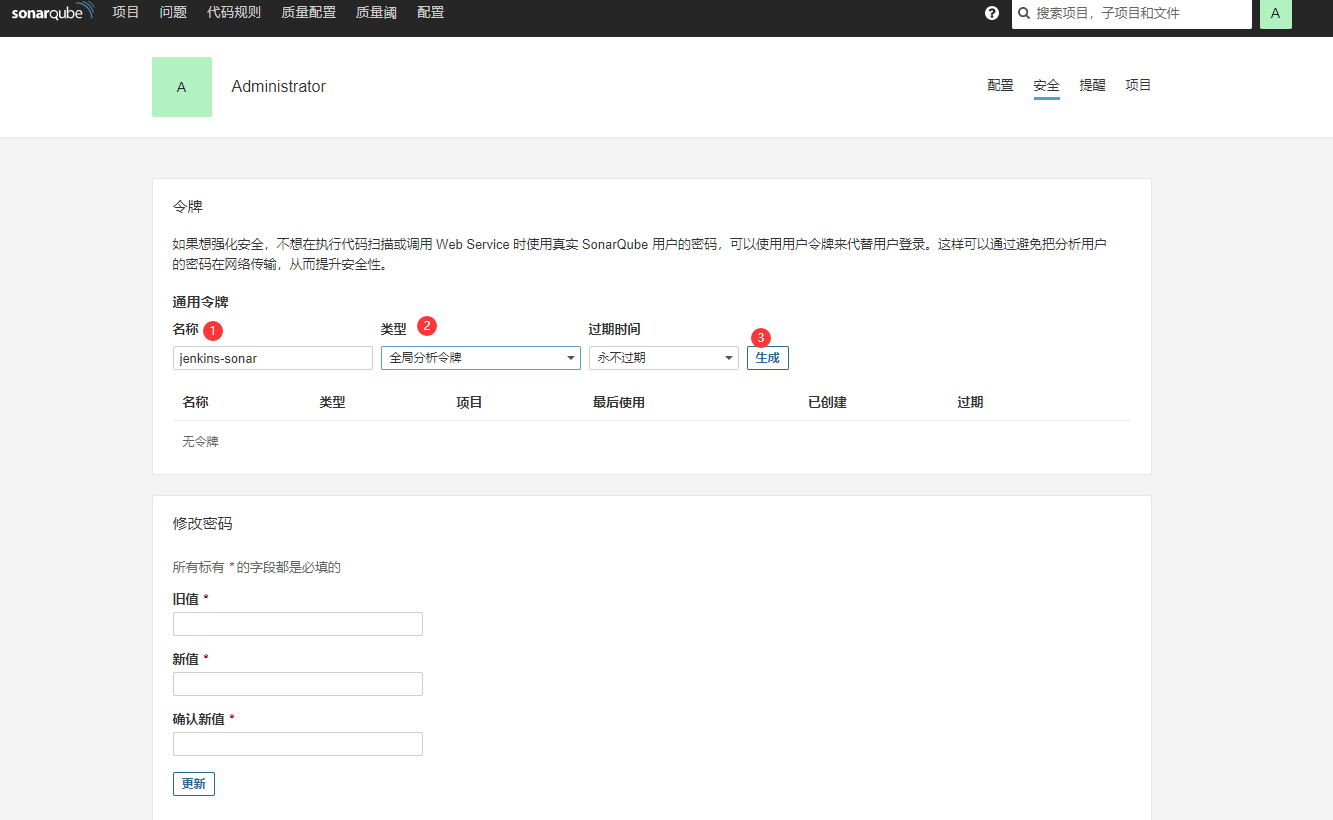 sonarqube 项目 问题 代码规则 质量配置 质量阈 配置 ? 搜索项目，子项目和文件 A
A Administrator 配置 安全 提醒 项目
令牌
如果想强化安全，不想在执行代码扫描或调用 Web Service 时使用真实 SonarQube 用户的密码，可以使用用户令牌来代替用户登录。这样可以通过避免把分析用户
的密码在网络传输，从而提升安全性。
通用令牌
名称 1 类型 2 过期时间 3
jenkins-sonar 全局分析令牌 永不过期 生成
名称 类型 项目 最后使用 已创建 过期
无令牌
修改密码
所有标有 * 的字段都是必填的
旧值 *
新值 *
确认新值 *
更新